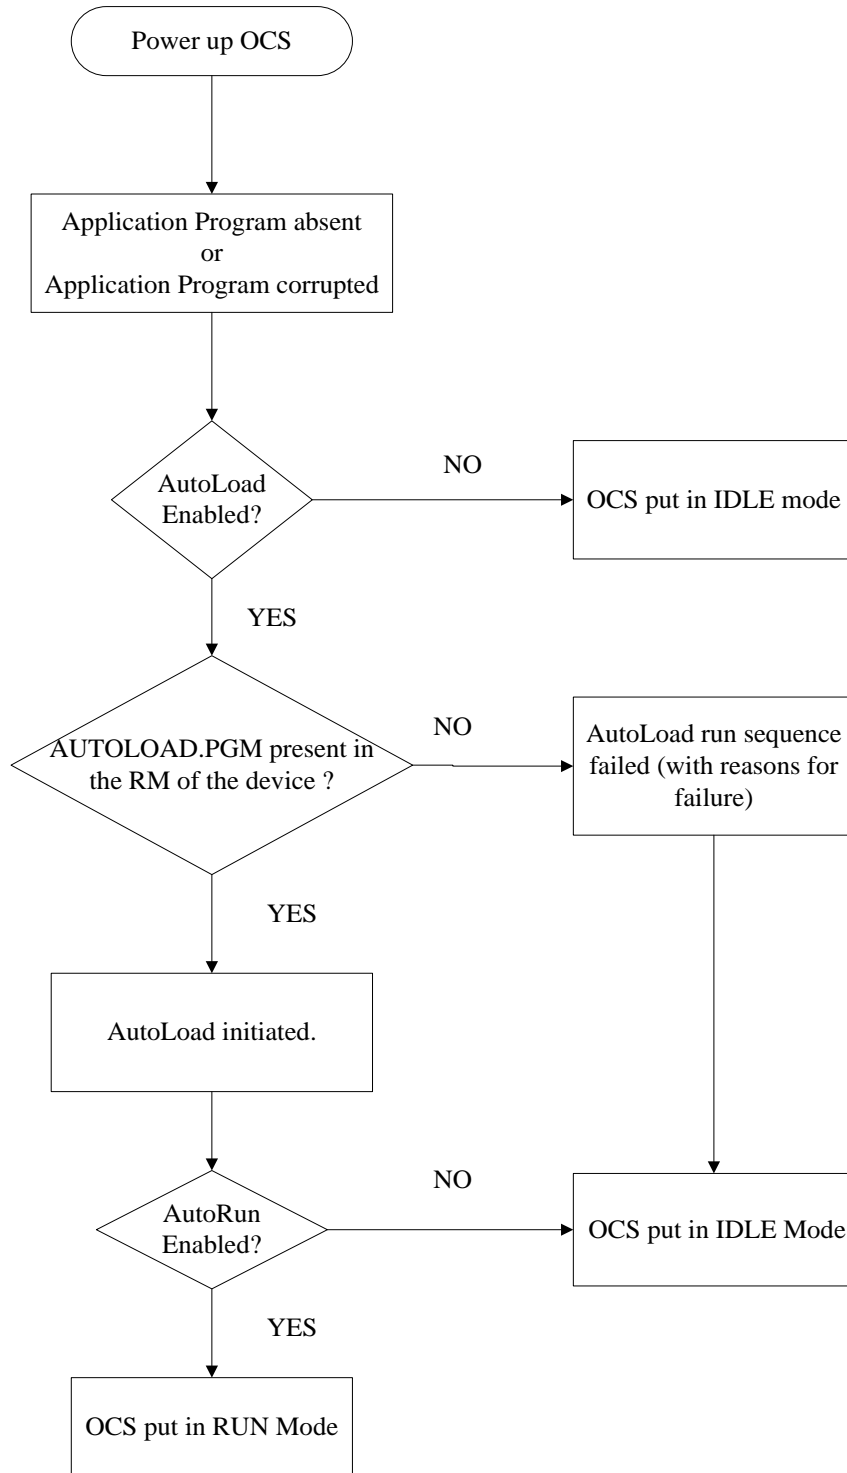 Power up OCS
Application Program absent
or
Application Program corrupted
AutoLoad
Enabled?
NO
OCS put in IDLE mode
YES
AUTOLOAD.PGM present in
the RM of the device ?
NO
AutoLoad run sequence
failed (with reasons for
failure)
YES
AutoLoad initiated.
AutoRun
Enabled?
NO
OCS put in IDLE Mode
YES
OCS put in RUN Mode